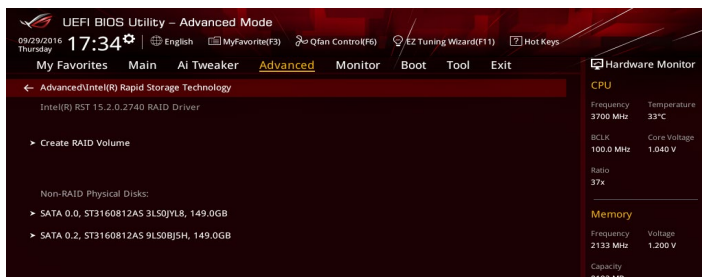 UEFI BIOS Utility – Advanced Mode
09/29/2016 Thursday 17:34 English MyFavorite(F3) Qfan Control(F6) EZ Tuning Wizard(F11) ? Hot Keys
My Favorites Main Ai Tweaker Advanced Monitor Boot Tool Exit
← Advanced\Intel(R) Rapid Storage Technology
Intel(R) RST 15.2.0.2740 RAID Driver
> Create RAID Volume
Non-RAID Physical Disks:
> SATA 0.0, ST3160812AS 3LS0JYL8, 149.0GB
> SATA 0.2, ST3160812AS 9LS0BJ5H, 149.0GB
Hardware Monitor
CPU
Frequency Temperature
3700 MHz 33°C
BCLK Core Voltage
100.0 MHz 1.040 V
Ratio
37x
Memory
Frequency Voltage
2133 MHz 1.200 V
Capacity